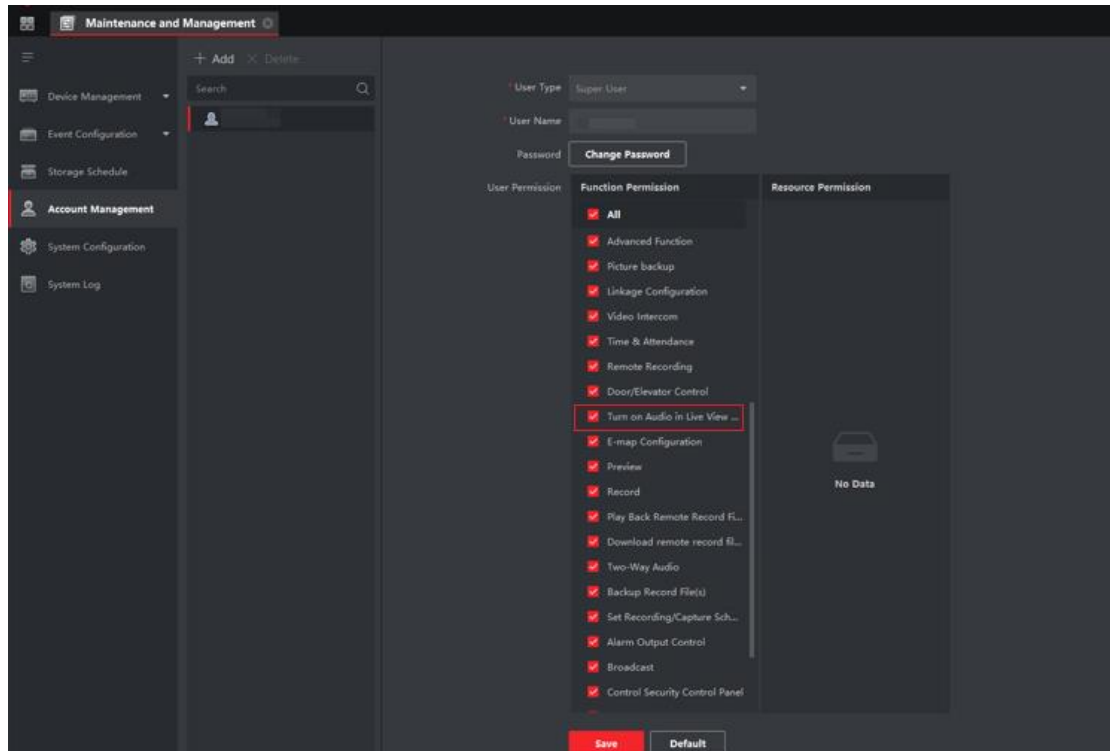 Maintenance and Management
+ Add × Delete
Search
Device Management
Event Configuration
Storage Schedule
Account Management
System Configuration
System Log
* User Type Super User
* User Name
Password Change Password
User Permission
Function Permission
Resource Permission
All
Advanced Function
Picture backup
Linkage Configuration
Video Intercom
Time & Attendance
Remote Recording
Door/Elevator Control
Turn on Audio in Live View ...
E-map Configuration
Preview
Record
Play Back Remote Record Fi...
Download remote record fil...
Two-Way Audio
Backup Record File(s)
Set Recording/Capture Sch...
Alarm Output Control
Broadcast
Control Security Control Panel
No Data
Save Default